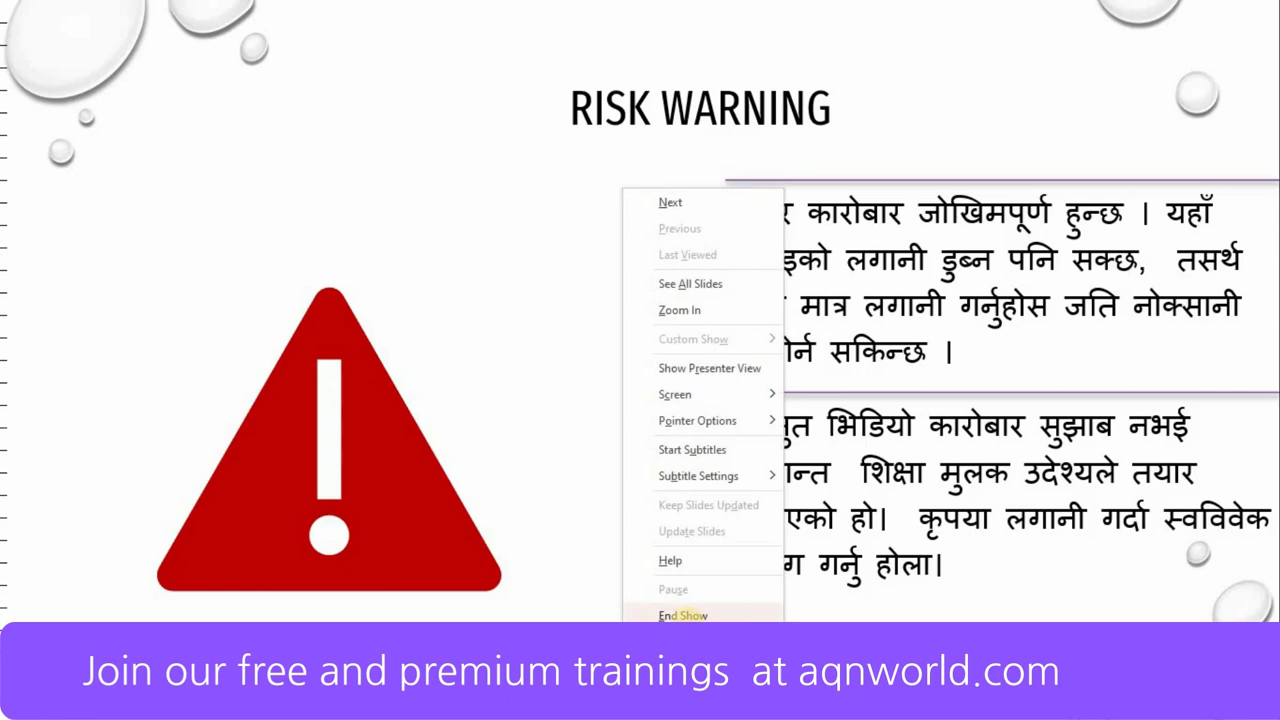 RISK WARNING
Next
Previous
Last Viewed
See All Slides
Zoom In
Custom Show
Show Presenter View
Screen
Pointer Options
Start Subtitles
Subtitle Settings
Keep Slides Updated
Update Slides
Help
Pause
End Show
कारोबार जोखिमपूर्ण हुन्छ । यहाँ
लगानी डुब्न पनि सक्छ, तसर्थ
मात्र लगानी गर्नुहोस जति नोक्सानी
सकिन्छ ।
भिडियो कारोबार सुझाब नभई
शिक्षा मुलक उदेश्यले तयार
हो। कृपया लगानी गर्दा स्वविवेक
गर्नु होला।
Join our free and premium trainings at aqnworld.com